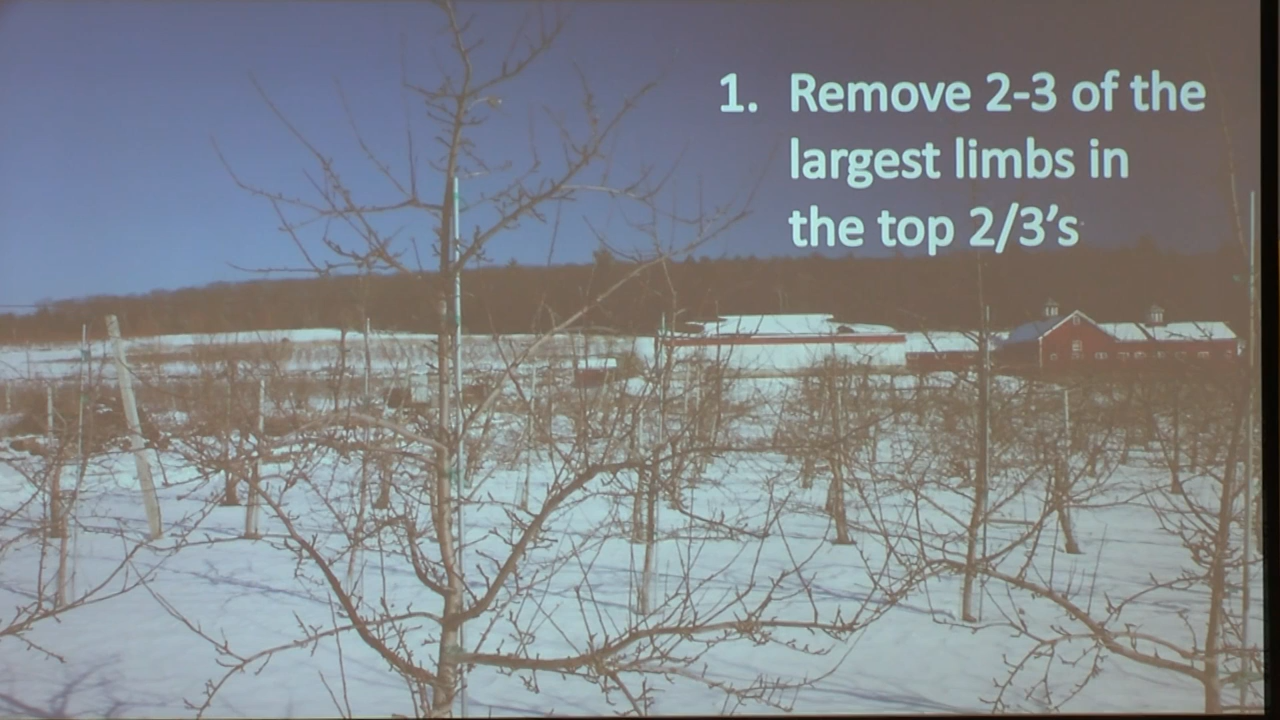 1. Remove 2-3 of the
largest limbs in
the top 2/3's